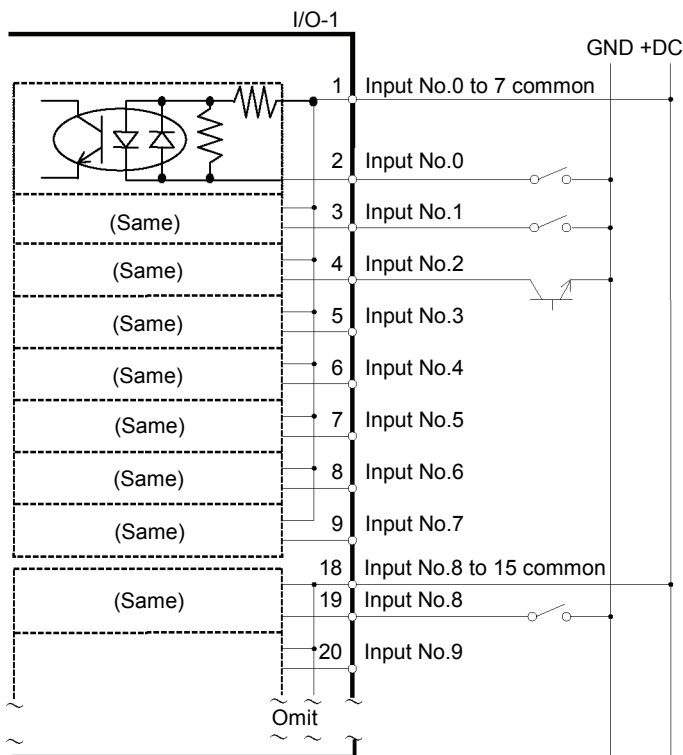 I/O-1
GND +DC
1 Input No.0 to 7 common
2 Input No.0
(Same) 3 Input No.1
(Same) 4 Input No.2
(Same) 5 Input No.3
(Same) 6 Input No.4
(Same) 7 Input No.5
(Same) 8 Input No.6
(Same) 9 Input No.7
18 Input No.8 to 15 common
(Same) 19 Input No.8
20 Input No.9
Omit